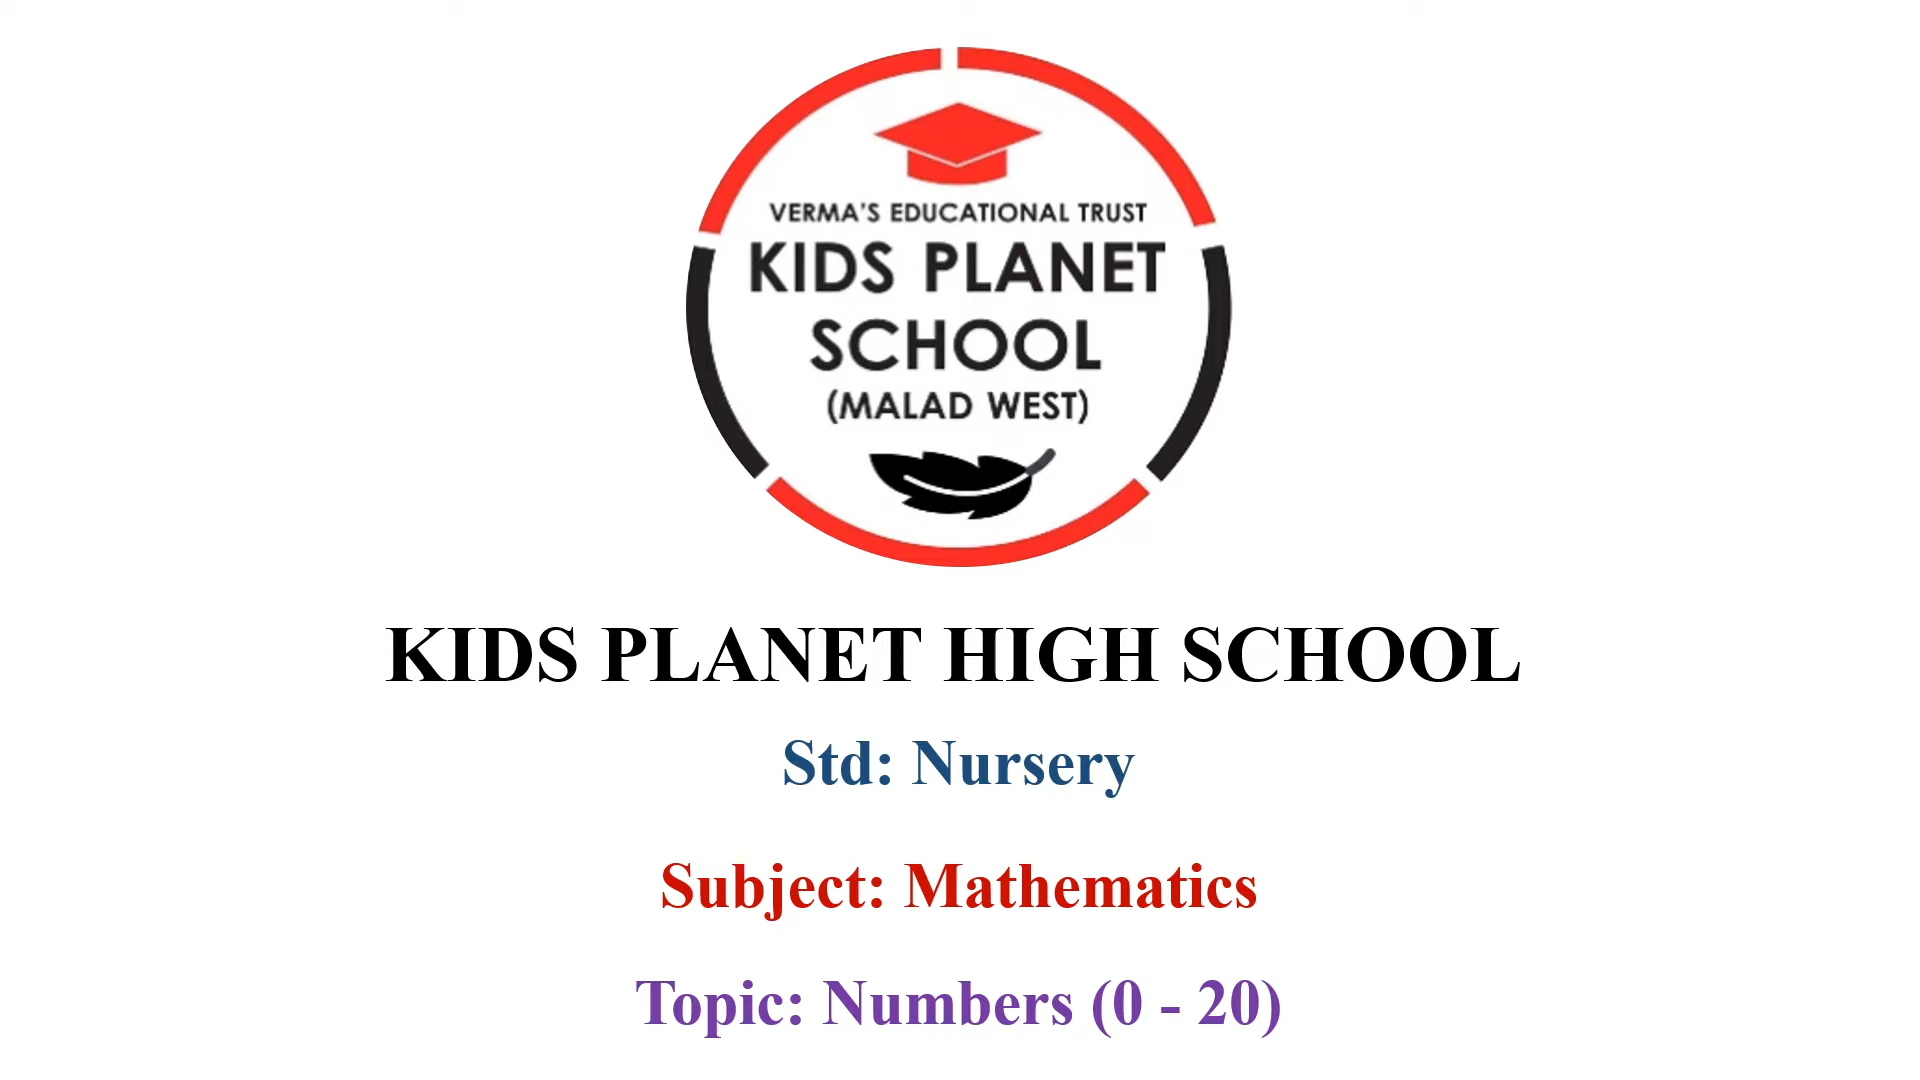 VERMA'S EDUCATIONAL TRUST
KIDS PLANET
SCHOOL
(MALAD WEST)
KIDS PLANET HIGH SCHOOL
Std: Nursery
Subject: Mathematics
Topic: Numbers (0 - 20)